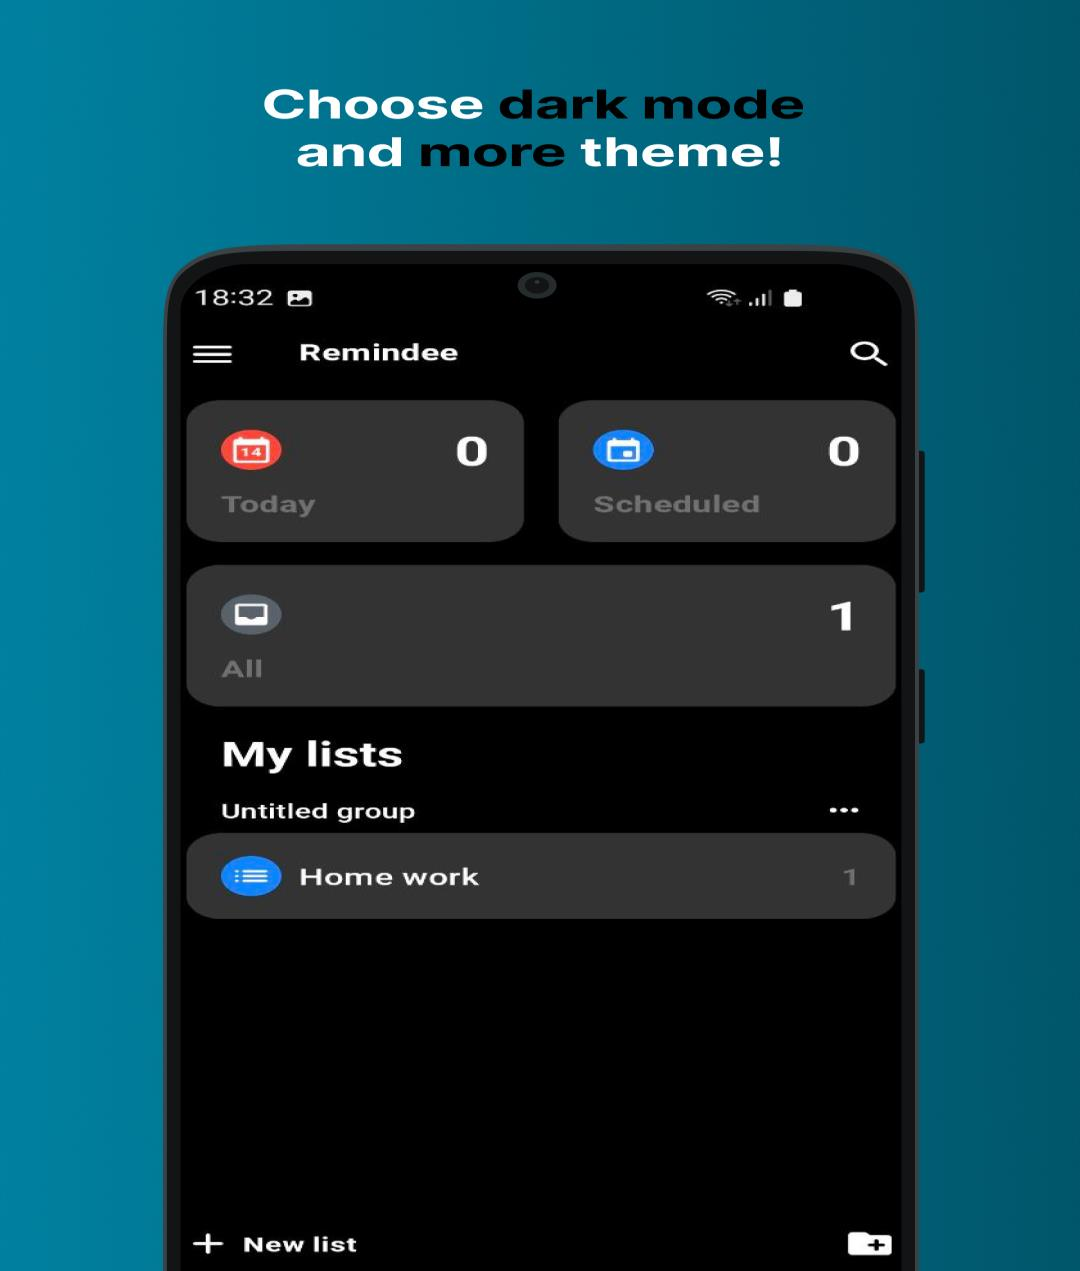 Choose dark mode
and more theme!
18:32
Remindee
14
0
0
Today
Scheduled
1
All
My lists
Untitled group
Home work
1
New list